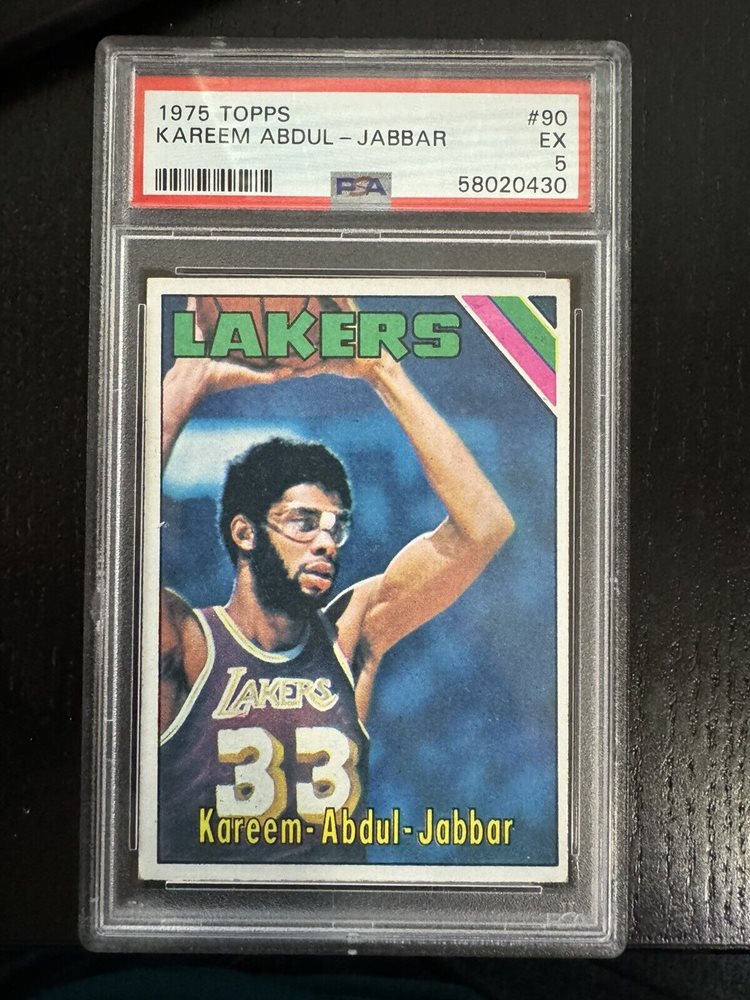 1975 TOPPS #90
KAREEM ABDUL-JABBAR EX
5
PSA 58020430
LAKERS
LAKERS
33
Kareem-Abdul-Jabbar